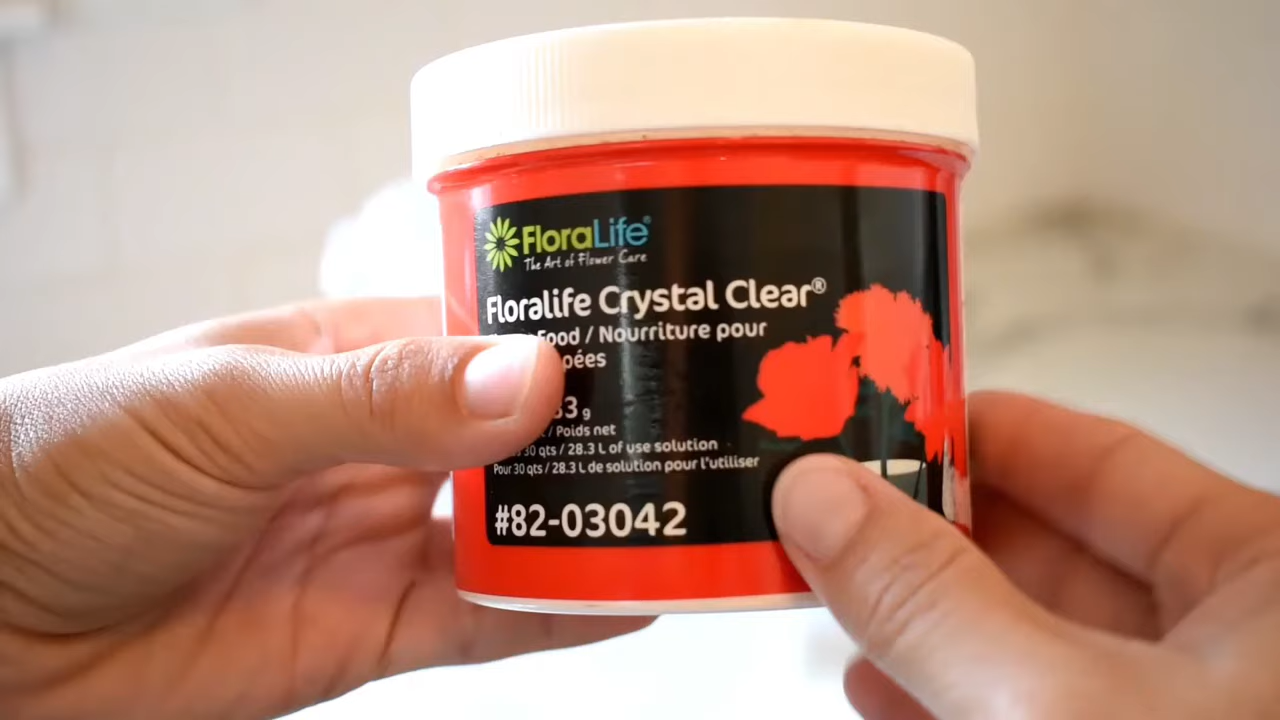 FloraLife®
The Art of Flower Care
Floralife Crystal Clear®
Food / Nourriture pour
pées
3 g
/ Poids net
30 qts / 28.3 L of use solution
Pour 30 qts / 28.3 L de solution pour l'utiliser
#82-03042